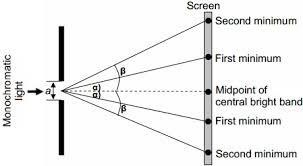 Screen
Second minimum
First minimum
β
Monochromatic
light
a
α
α
Midpoint of
central bright band
β
First minimum
Second minimum